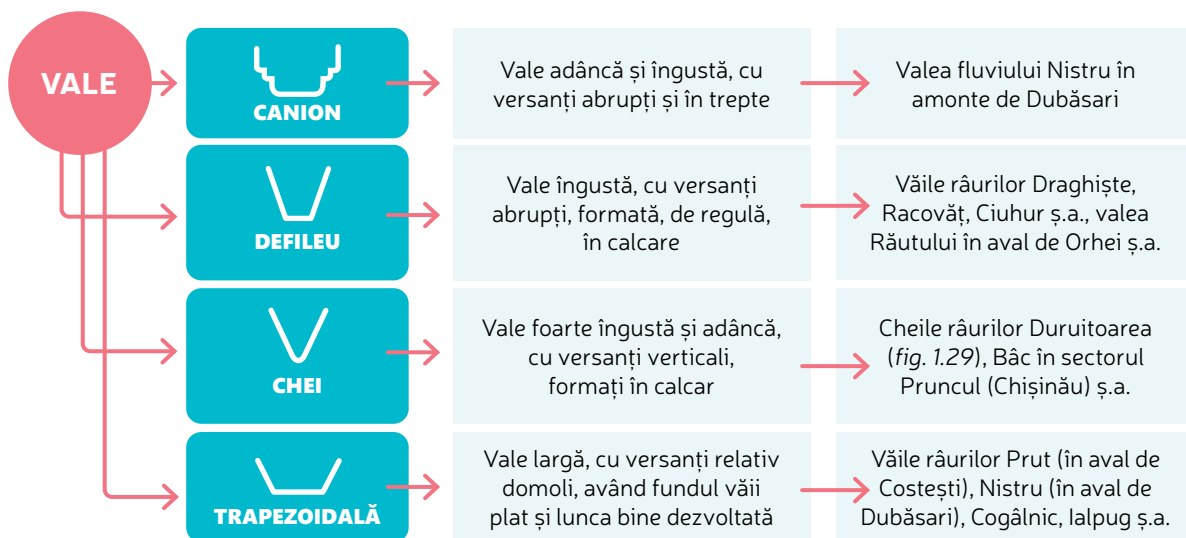 VALE
CANION
Vale adâncă și îngustă, cu
versanți abrupți și în trepte
Valea fluviului Nistru în
amonte de Dubăsari
DEFILEU
Vale îngustă, cu versanți
abrupți, formată, de regulă,
în calcare
Văile râurilor Draghiște,
Racovăț, Ciuhur ș.a., valea
Răutului în aval de Orhei ș.a.
CHEI
Vale foarte îngustă și adâncă,
cu versanți verticali,
formați în calcar
Cheile râurilor Duruitoarea
(fig. 1.29), Bâc în sectorul
Pruncul (Chișinău) ș.a.
TRAPEZOIDALĂ
Vale largă, cu versanți relativ
domoli, având fundul văii
plat și lunca bine dezvoltată
Văile râurilor Prut (în aval de
Costești), Nistru (în aval de
Dubăsari), Cogâlnic, Ialpug ș.a.